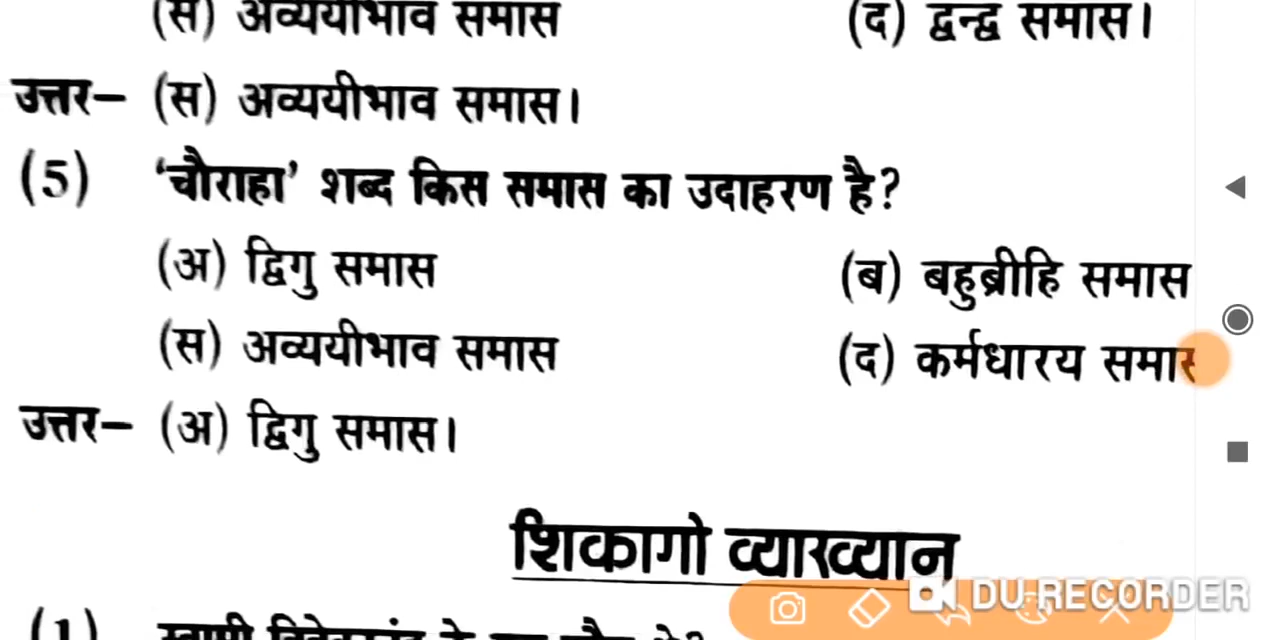 (स) अव्ययीभाव समास (द) द्वन्द्व समास।
उत्तर– (स) अव्ययीभाव समास।
(5) 'चौराहा' शब्द किस समास का उदाहरण है?
(अ) द्विगु समास (ब) बहुब्रीहि समास
(स) अव्ययीभाव समास (द) कर्मधारय
उत्तर– (अ) द्विगु समास।
शिकागो व्याख्यान
DU RECORDER
(1) स्वामी विवेकानंद के